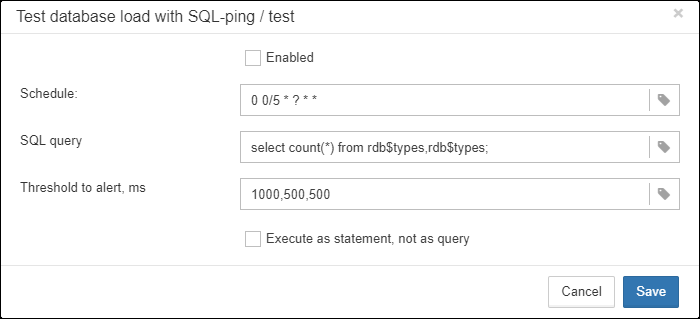 Test database load with SQL-ping / test ×
Enabled
Schedule: 0 0/5 * ? * *
SQL query select count(*) from rdb$types,rdb$types;
Threshold to alert, ms 1000,500,500
Execute as statement, not as query
Cancel Save